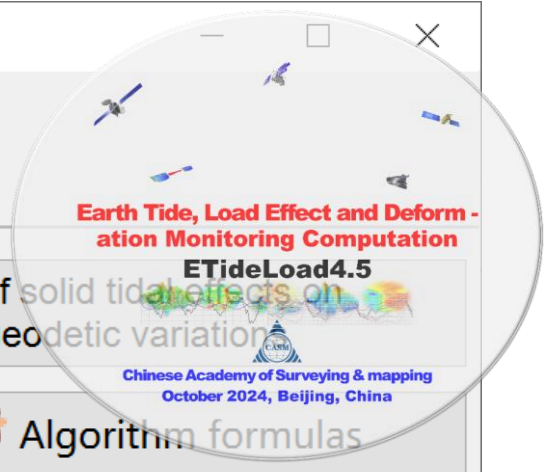 Earth Tide, Load Effect and Deform -
ation Monitoring Computation
ETideLoad4.5
f solid tidal effects on
eodetic variation
CASM
Chinese Academy of Surveying & mapping
October 2024, Beijing, China
Algorithm formulas